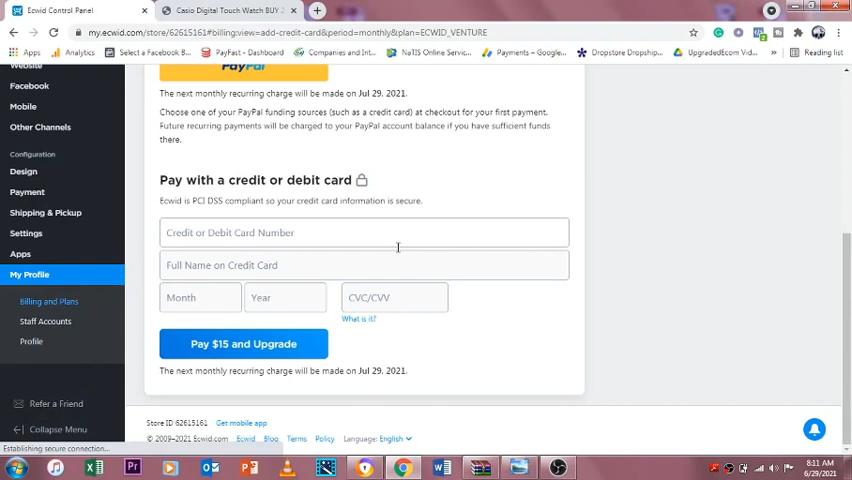 Ecwid Control Panel
Casio Digital Touch Watch BUY 2
my.ecwid.com/store/62615161#billing:view=add-credit-card&period=monthly&plan=ECWID_VENTURE
Apps
Analytics
Select a Facebook B...
PayFast - Dashboard
Companies and Int...
NaTIS Online Servic...
Payments – Google...
Dropstore Dropship...
UpgradedEcom Vid...
Reading list
Website
Facebook
Mobile
Other Channels
Configuration
Design
Payment
Shipping & Pickup
Settings
Apps
My Profile
Billing and Plans
Staff Accounts
Profile
Refer a Friend
Collapse Menu
PayPal
The next monthly recurring charge will be made on Jul 29, 2021.
Choose one of your PayPal funding sources (such as a credit card) at checkout for your first payment.
Future recurring payments will be charged to your PayPal account balance if you have sufficient funds
there.
Pay with a credit or debit card
Ecwid is PCI DSS compliant so your credit card information is secure.
Credit or Debit Card Number
Full Name on Credit Card
Month
Year
CVC/CVV
What is it?
Pay $15 and Upgrade
The next monthly recurring charge will be made on Jul 29, 2021.
Store ID 62615161
Get mobile app
© 2009–2021 Ecwid.com
Ecwid
Blog
Terms
Policy
Language: English
Establishing secure connection...
8:11 AM
6/29/2021